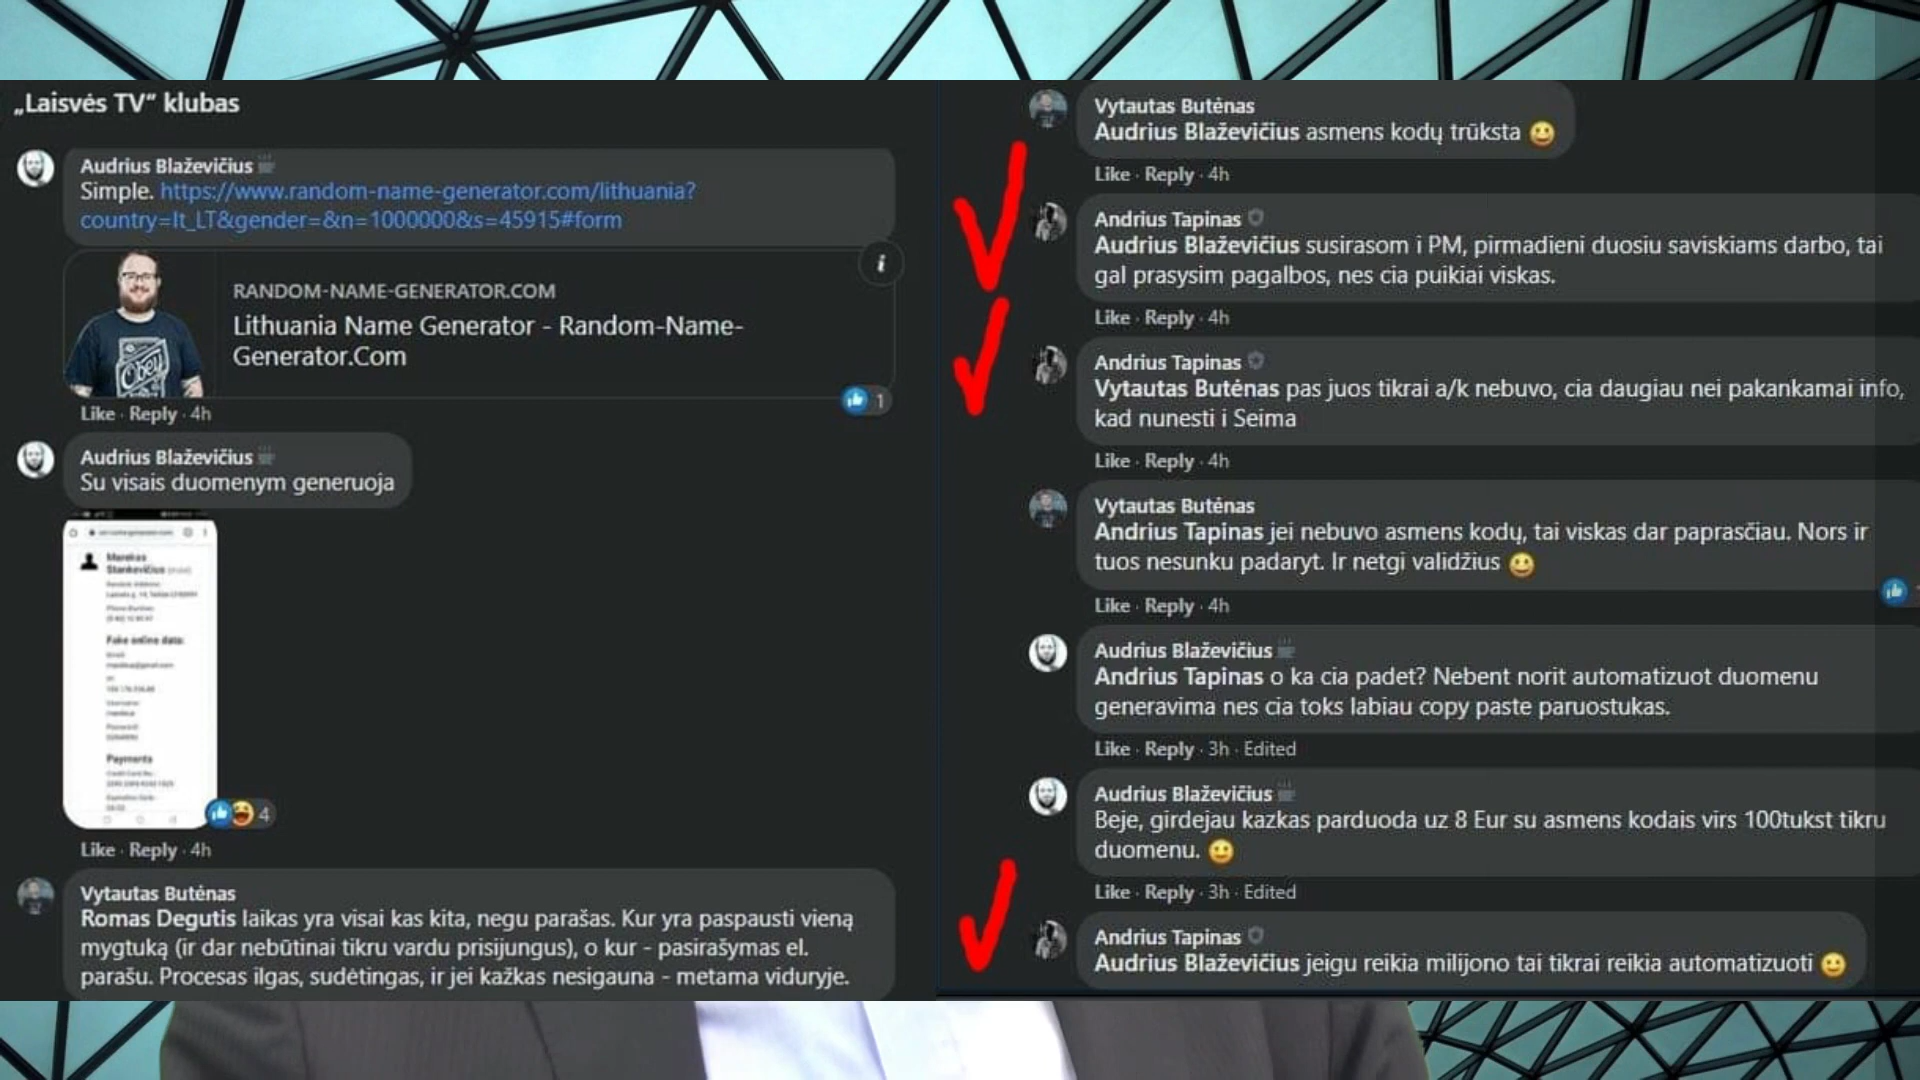 „Laisvės TV“ klubas
Audrius Blaževičius
Simple. https://www.random-name-generator.com/lithuania?
country=lt_LT&gender=&n=1000000&s=45915#form
Obey
i
RANDOM-NAME-GENERATOR.COM
Lithuania Name Generator - Random-Name-
Generator.Com
1
Like · Reply · 4h
Audrius Blaževičius
Su visais duomenym generuoja
Marekas
Stankevičius
Fake online data:
Payments
4
Like · Reply · 4h
Vytautas Butėnas
Romas Degutis laikas yra visai kas kita, negu parašas. Kur yra paspausti vieną
mygtuką (ir dar nebūtinai tikru vardu prisijungus), o kur - pasirašymas el.
parašu. Procesas ilgas, sudėtingas, ir jei kažkas nesigauna - metama viduryje.
Vytautas Butėnas
Audrius Blaževičius asmens kodų trūksta 😀
Like · Reply · 4h
Andrius Tapinas
Audrius Blaževičius susirasom i PM, pirmadieni duosiu saviskiams darbo, tai
gal prasysim pagalbos, nes cia puikiai viskas.
Like · Reply · 4h
Andrius Tapinas
Vytautas Butėnas pas juos tikrai a/k nebuvo, cia daugiau nei pakankamai info,
kad nunesti i Seima
Like · Reply · 4h
Vytautas Butėnas
Andrius Tapinas jei nebuvo asmens kodų, tai viskas dar paprasčiau. Nors ir
tuos nesunku padaryt. Ir netgi validžius 😀
Like · Reply · 4h
Audrius Blaževičius
Andrius Tapinas o ka cia padet? Nebent norit automatizuot duomenu
generavima nes cia toks labiau copy paste paruostukas.
Like · Reply · 3h · Edited
Audrius Blaževičius
Beje, girdejau kazkas parduoda uz 8 Eur su asmens kodais virs 100tukst tikru
duomenu. 🙂
Like · Reply · 3h · Edited
Andrius Tapinas
Audrius Blaževičius jeigu reikia milijono tai tikrai reikia automatizuoti 🙂